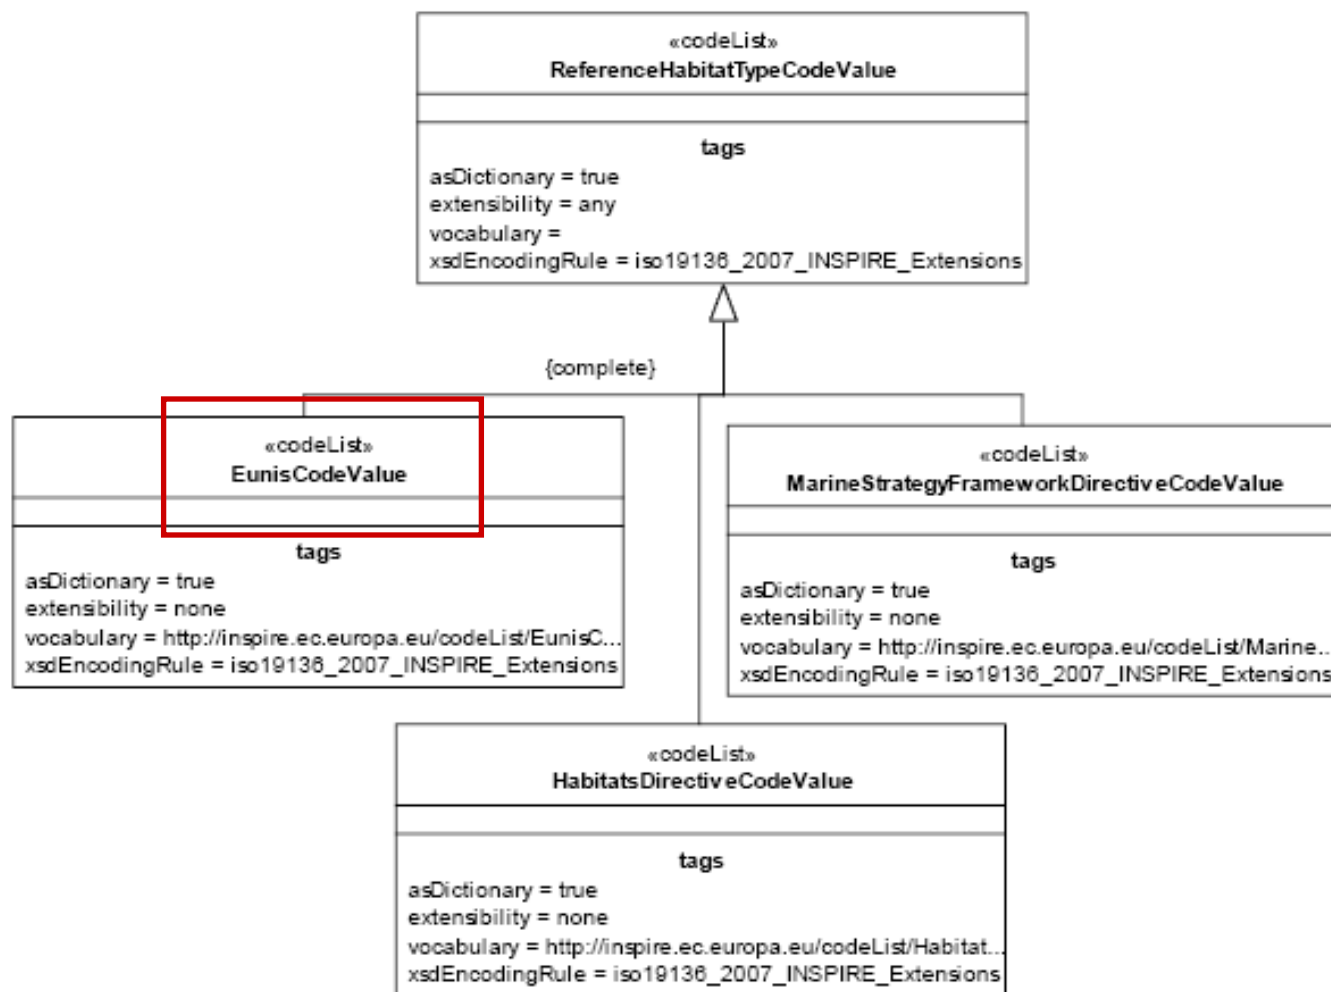 «codeList»
ReferenceHabitatTypeCodeValue
tags
asDictionary = true
extensibility = any
vocabulary =
xsdEncodingRule = iso19136_2007_INSPIRE_Extensions
{complete}
«codeList»
EunisCodeValue
tags
asDictionary = true
extensibility = none
vocabulary = http://inspire.ec.europa.eu/codeList/EunisC...
xsdEncodingRule = iso19136_2007_INSPIRE_Extensions
«codeList»
MarineStrategyFrameworkDirectiveCodeValue
tags
asDictionary = true
extensibility = none
vocabulary = http://inspire.ec.europa.eu/codeList/Marine...
xsdEncodingRule = iso19136_2007_INSPIRE_Extensions
«codeList»
HabitatsDirectiveCodeValue
tags
asDictionary = true
extensibility = none
vocabulary = http://inspire.ec.europa.eu/codeList/Habitat...
xsdEncodingRule = iso19136_2007_INSPIRE_Extensions